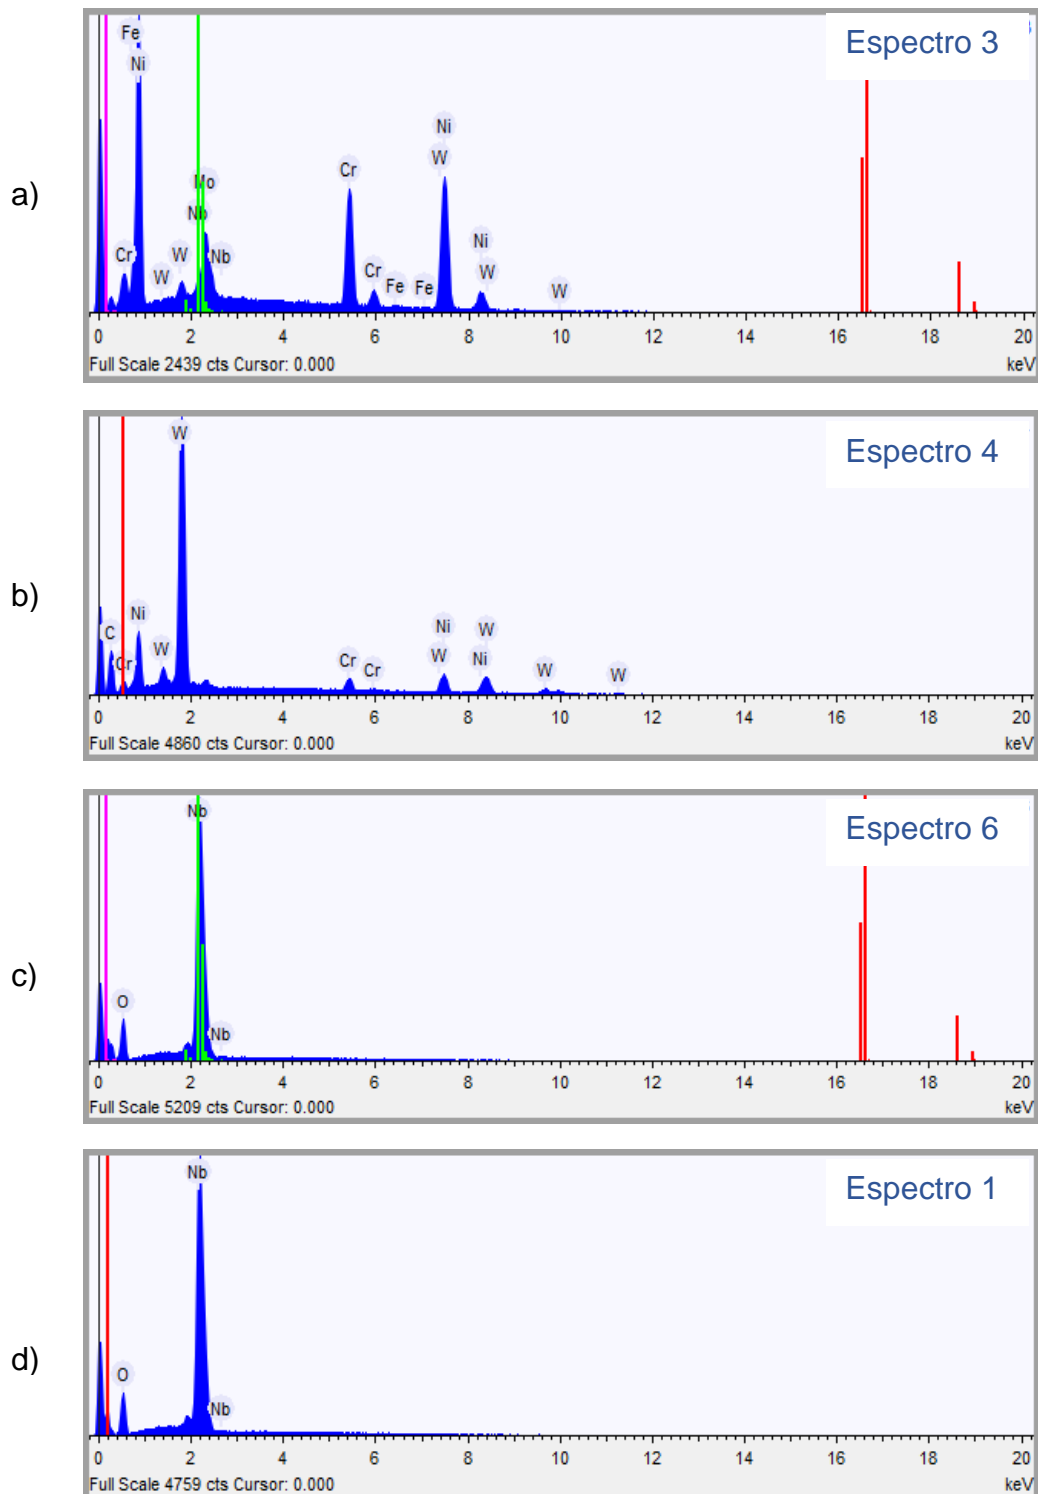 a)
Espectro 3
Fe
Ni
Ni
W
Cr
Mo
Nb
Cr
W
W
Nb
Cr
Fe
Fe
Ni
W
W
0 2 4 6 8 10 12 14 16 18 20
Full Scale 2439 cts Cursor: 0.000 keV
b)
Espectro 4
W
Ni
C
Cr
W
Cr
Cr
Ni
W
W
Ni
W
W
0 2 4 6 8 10 12 14 16 18 20
Full Scale 4860 cts Cursor: 0.000 keV
c)
Espectro 6
Nb
O
Nb
0 2 4 6 8 10 12 14 16 18 20
Full Scale 5209 cts Cursor: 0.000 keV
d)
Espectro 1
Nb
O
Nb
0 2 4 6 8 10 12 14 16 18 20
Full Scale 4759 cts Cursor: 0.000 keV